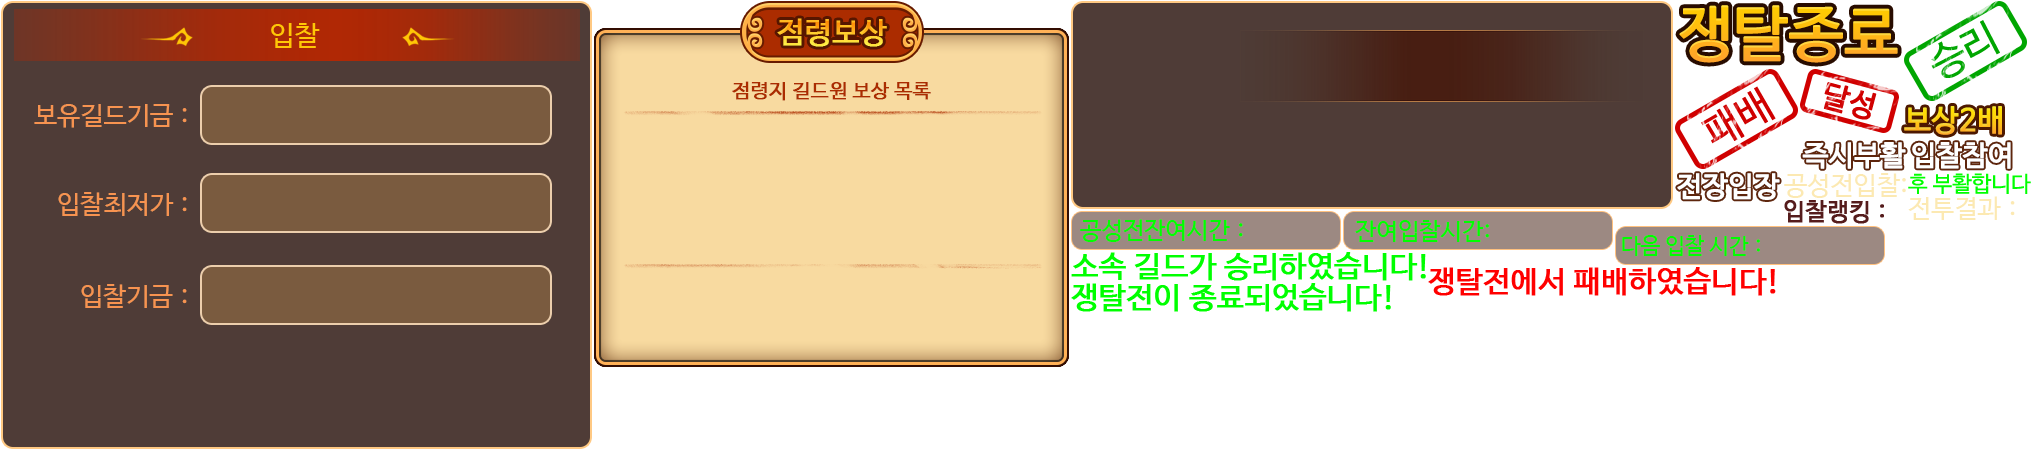 입찰
보유길드기금 :
입찰최저가 :
입찰기금 :
점령보상
점령지 길드원 보상 목록
쟁탈종료
승리
패배
달성
보상2배
즉시부활 입찰참여
전장입장
공성전입찰:
후 부활합니다
입찰랭킹 :
전투결과 :
공성전잔여시간 :
잔여입찰시간:
다음 입찰 시간 :
소속 길드가 승리하였습니다!
쟁탈전에서 패배하였습니다!
쟁탈전이 종료되었습니다!